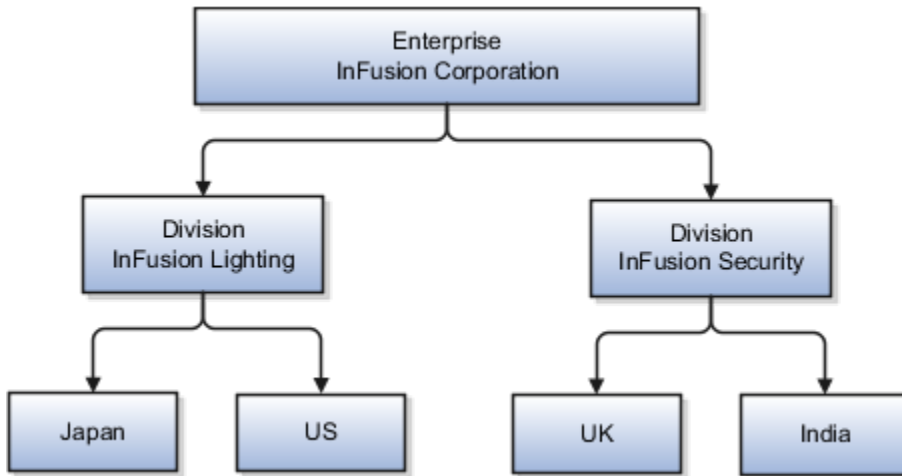 Enterprise
InFusion Corporation
Division
InFusion Lighting
Division
InFusion Security
Japan
US
UK
India